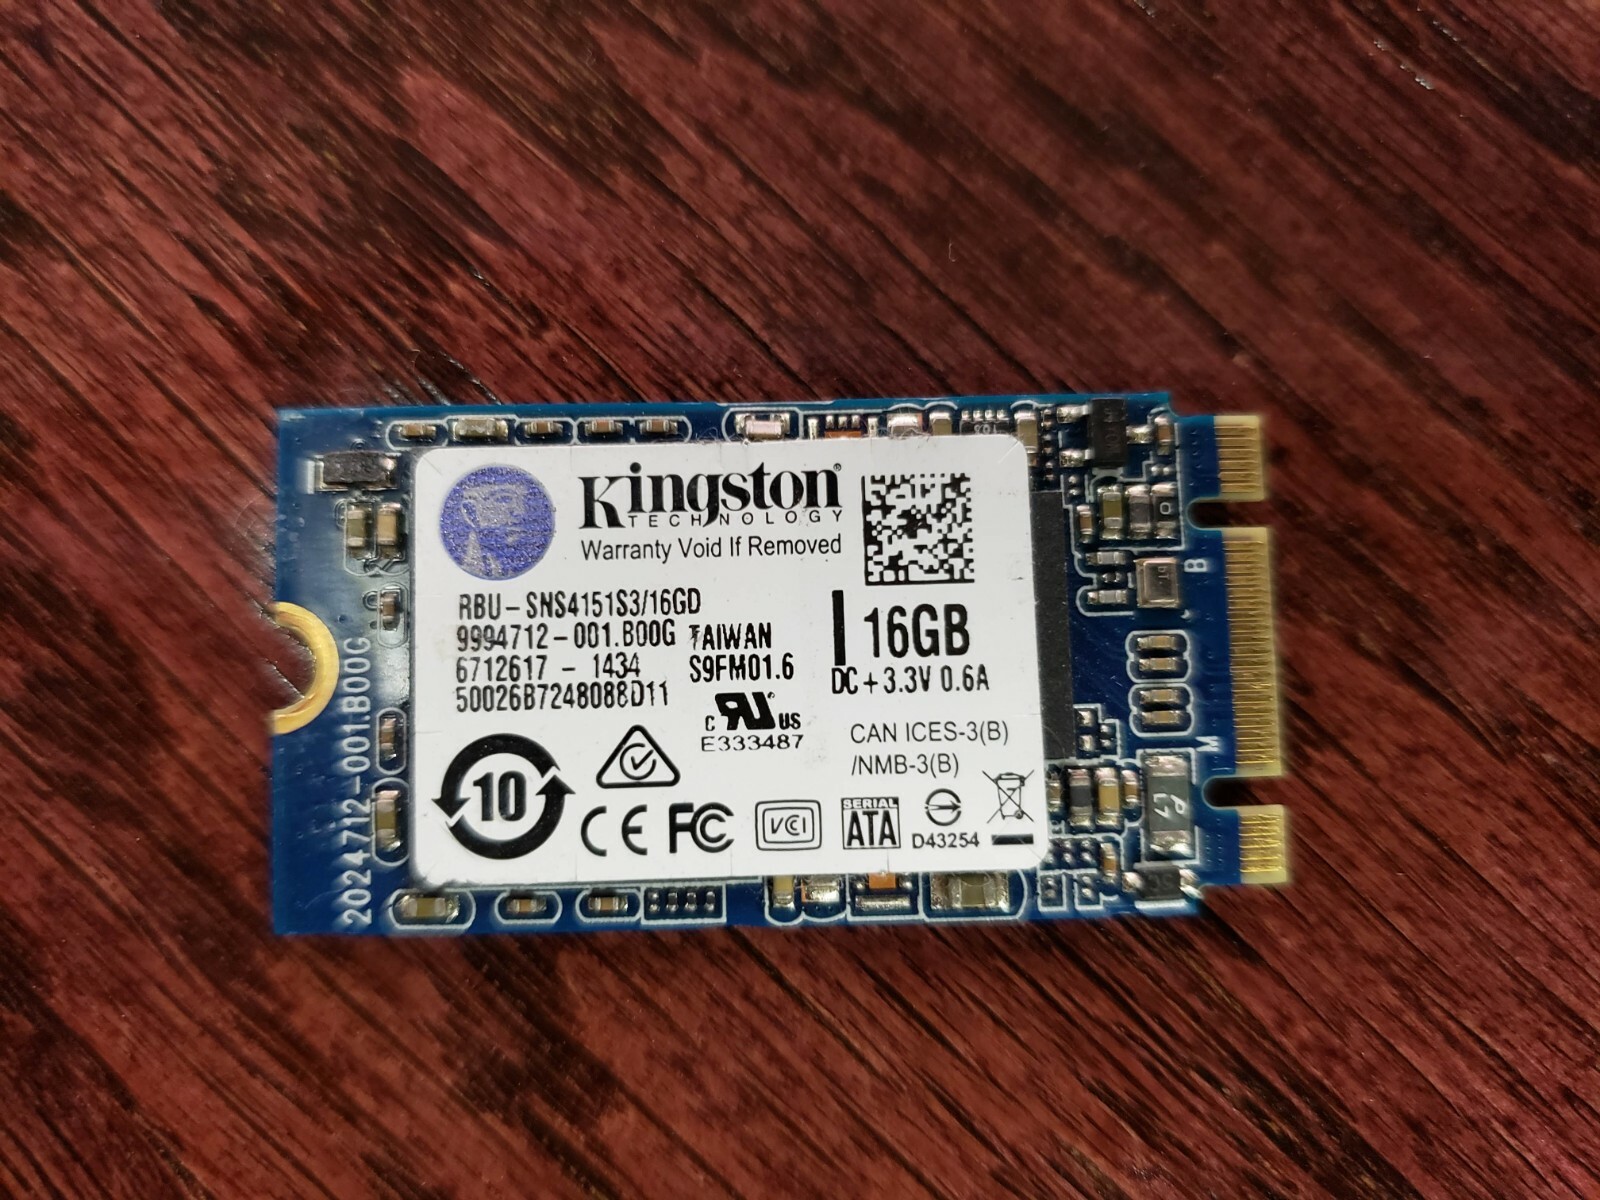 Kingston
TECHNOLOGY
Warranty Void If Removed
RBU-SNS4151S3/16GD
9994712-001.B00G TAIWAN
6712617 - 1434 S9FM01.6
50026B7248088D11
16GB
DC+3.3V 0.6A
C RU US
E333487
CAN ICES-3(B)
/NMB-3(B)
10
CE FC
VCCI
SERIAL
ATA
D43254
2024712-001.B00G
B
M